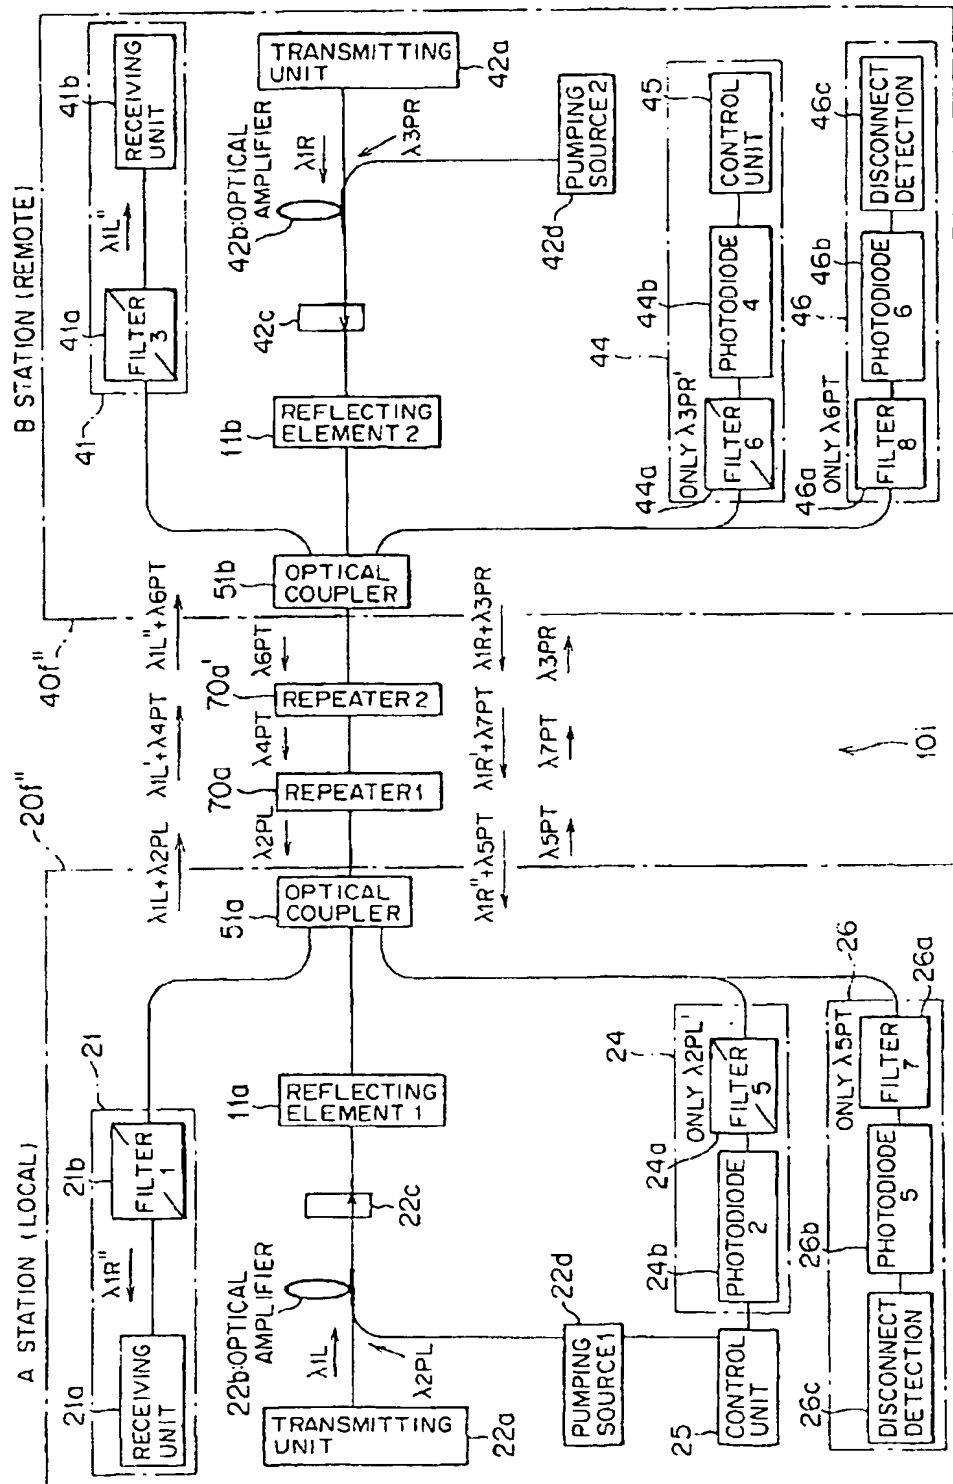 A STATION (LOCAL)
20f"
21a
RECEIVING
UNIT
λ1R"
21b
FILTER
1
21
22b:OPTICAL
AMPLIFIER
TRANSMITTING
UNIT
22a
λ1L
λ2PL
22c
REFLECTING
ELEMENT 1
11a
22d
PUMPING
SOURCE1
25
CONTROL
UNIT
24
ONLY λ2PL'
24a
FILTER
5
24b
PHOTODIODE
2
26
ONLY λ5PT
26a
FILTER
7
26b
PHOTODIODE
5
26c
DISCONNECT
DETECTION
51a
OPTICAL
COUPLER
λ1L+λ2PL
λ1L'+λ4PT
λ1L"+λ6PT
λ2PL
λ4PT
λ6PT
70a
REPEATER1
70a'
REPEATER2
λ1R"+λ5PT
λ1R'+λ7PT
λ1R+λ3PR
λ5PT
λ7PT
λ3PR
10i
B STATION (REMOTE)
40f"
51b
OPTICAL
COUPLER
41
41a
FILTER
3
λ1L"
41b
RECEIVING
UNIT
11b
REFLECTING
ELEMENT 2
42c
42b:OPTICAL
AMPLIFIER
λ1R
λ3PR
TRANSMITTING
UNIT
42a
42d
PUMPING
SOURCE2
44
ONLY λ3PR'
44a
FILTER
6
44b
PHOTODIODE
4
45
CONTROL
UNIT
46
ONLY λ6PT
46a
FILTER
8
46b
PHOTODIODE
6
46c
DISCONNECT
DETECTION